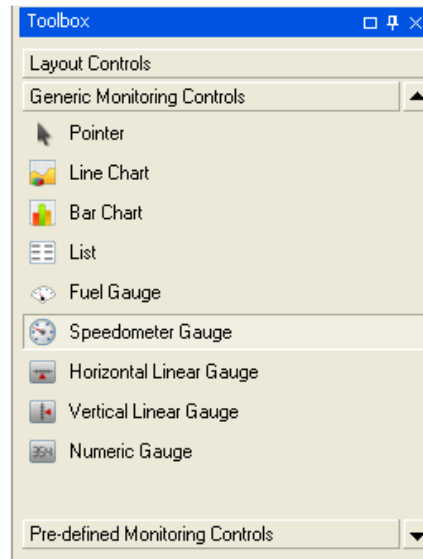 Toolbox
Layout Controls
Generic Monitoring Controls
Pointer
Line Chart
Bar Chart
List
Fuel Gauge
Speedometer Gauge
Horizontal Linear Gauge
Vertical Linear Gauge
Numeric Gauge
Pre-defined Monitoring Controls